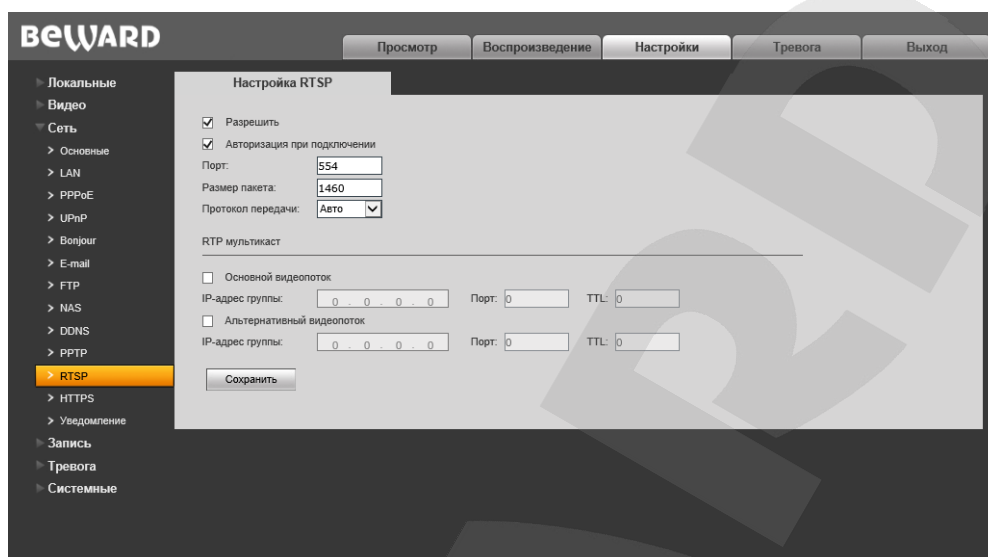 BEWARD
Просмотр Воспроизведение Настройки Тревога Выход
Локальные
Видео
Сеть
Основные
LAN
PPPoE
UPnP
Bonjour
E-mail
FTP
NAS
DDNS
PPTP
RTSP
HTTPS
Уведомление
Запись
Тревога
Системные
Настройка RTSP
Разрешить
Авторизация при подключении
Порт: 554
Размер пакета: 1460
Протокол передачи: Авто
RTP мультикаст
Основной видеопоток
IP-адрес группы: 0 . 0 . 0 . 0 Порт: 0 TTL: 0
Альтернативный видеопоток
IP-адрес группы: 0 . 0 . 0 . 0 Порт: 0 TTL: 0
Сохранить